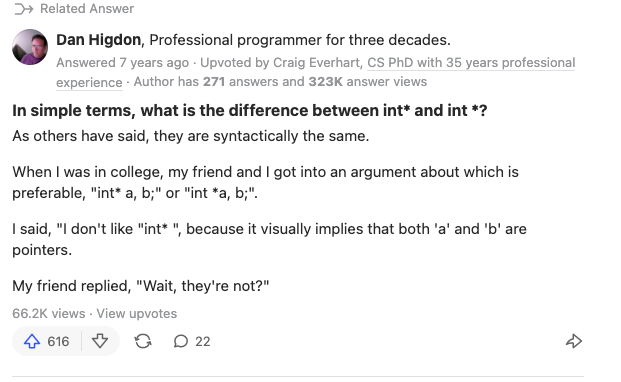 Related Answer
Dan Higdon, Professional programmer for three decades.
Answered 7 years ago · Upvoted by Craig Everhart, CS PhD with 35 years professional
experience · Author has 271 answers and 323K answer views
In simple terms, what is the difference between int* and int *?
As others have said, they are syntactically the same.
When I was in college, my friend and I got into an argument about which is
preferable, "int* a, b;" or "int *a, b;".
I said, "I don't like "int* ", because it visually implies that both 'a' and 'b' are
pointers.
My friend replied, "Wait, they're not?"
66.2K views · View upvotes
616
22